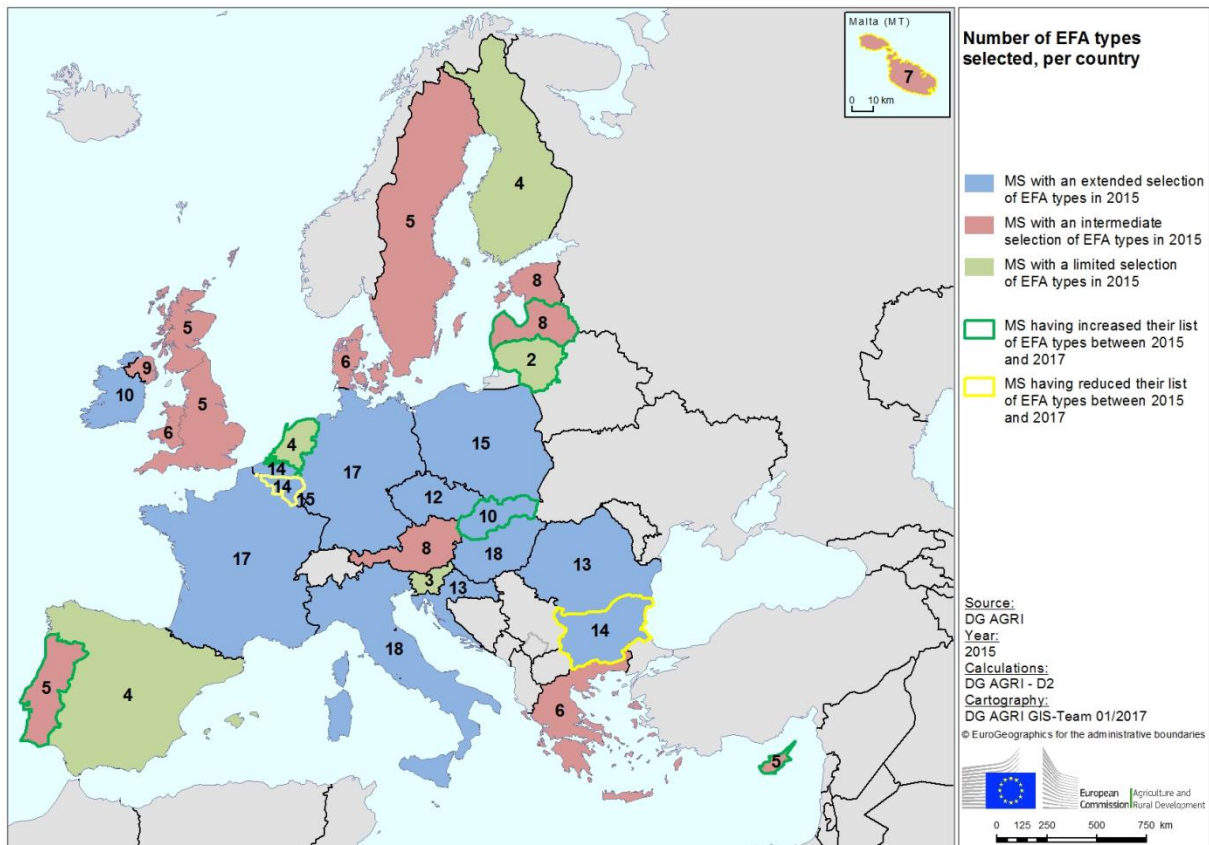 Malta (MT)
7
0 10 km
4
5
8
8
2
5
9
10
5
6
6
4
14
14
15
17
15
12
10
17
8
18
13
3
13
18
14
5
4
6
5
Number of EFA types
selected, per country
MS with an extended selection
of EFA types in 2015
MS with an intermediate
selection of EFA types in 2015
MS with a limited selection
of EFA types in 2015
MS having increased their list
of EFA types between 2015
and 2017
MS having reduced their list
of EFA types between 2015
and 2017
Source:
DG AGRI
Year:
2015
Calculations:
DG AGRI - D2
Cartography:
DG AGRI GIS-Team 01/2017
© EuroGeographics for the administrative boundaries
European
Commission
Agriculture and
Rural Development
0 125 250 500 750 km